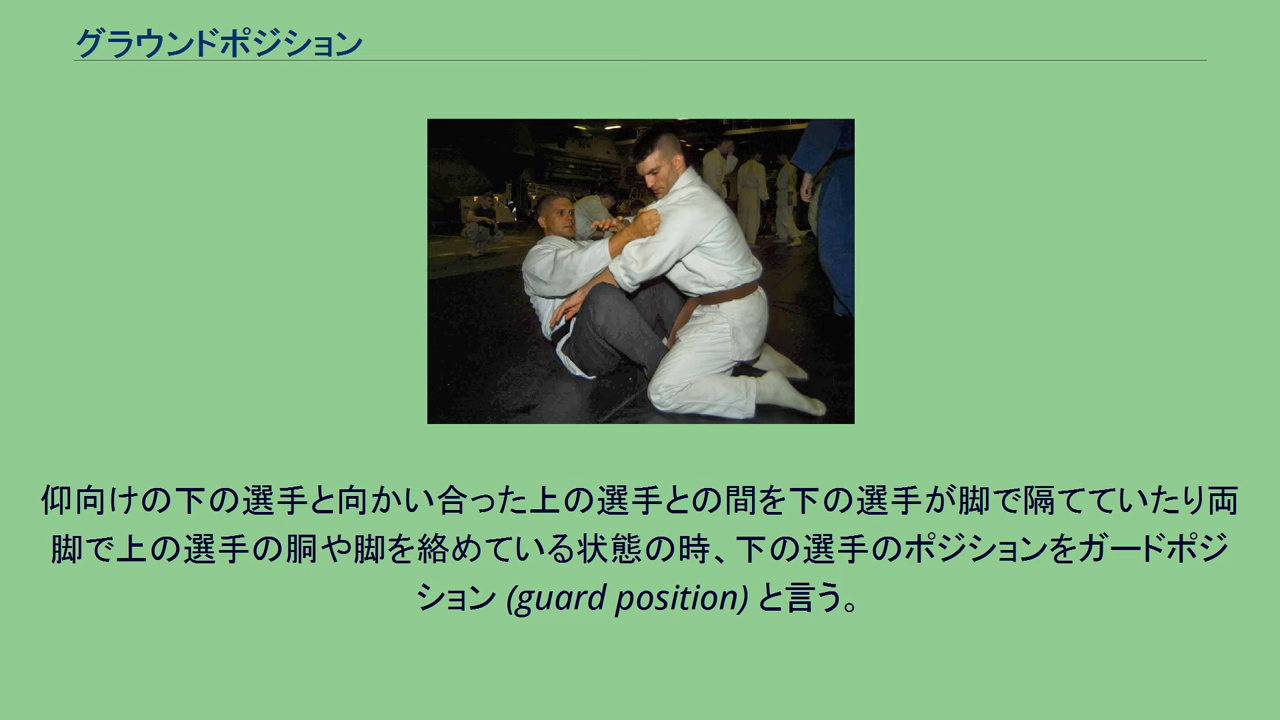 グラウンドポジション
仰向けの下の選手と向かい合った上の選手との間を下の選手が脚で隔てていたり両
脚で上の選手の胴や脚を絡めている状態の時、下の選手のポジションをガードポジ
ション (guard position) と言う。